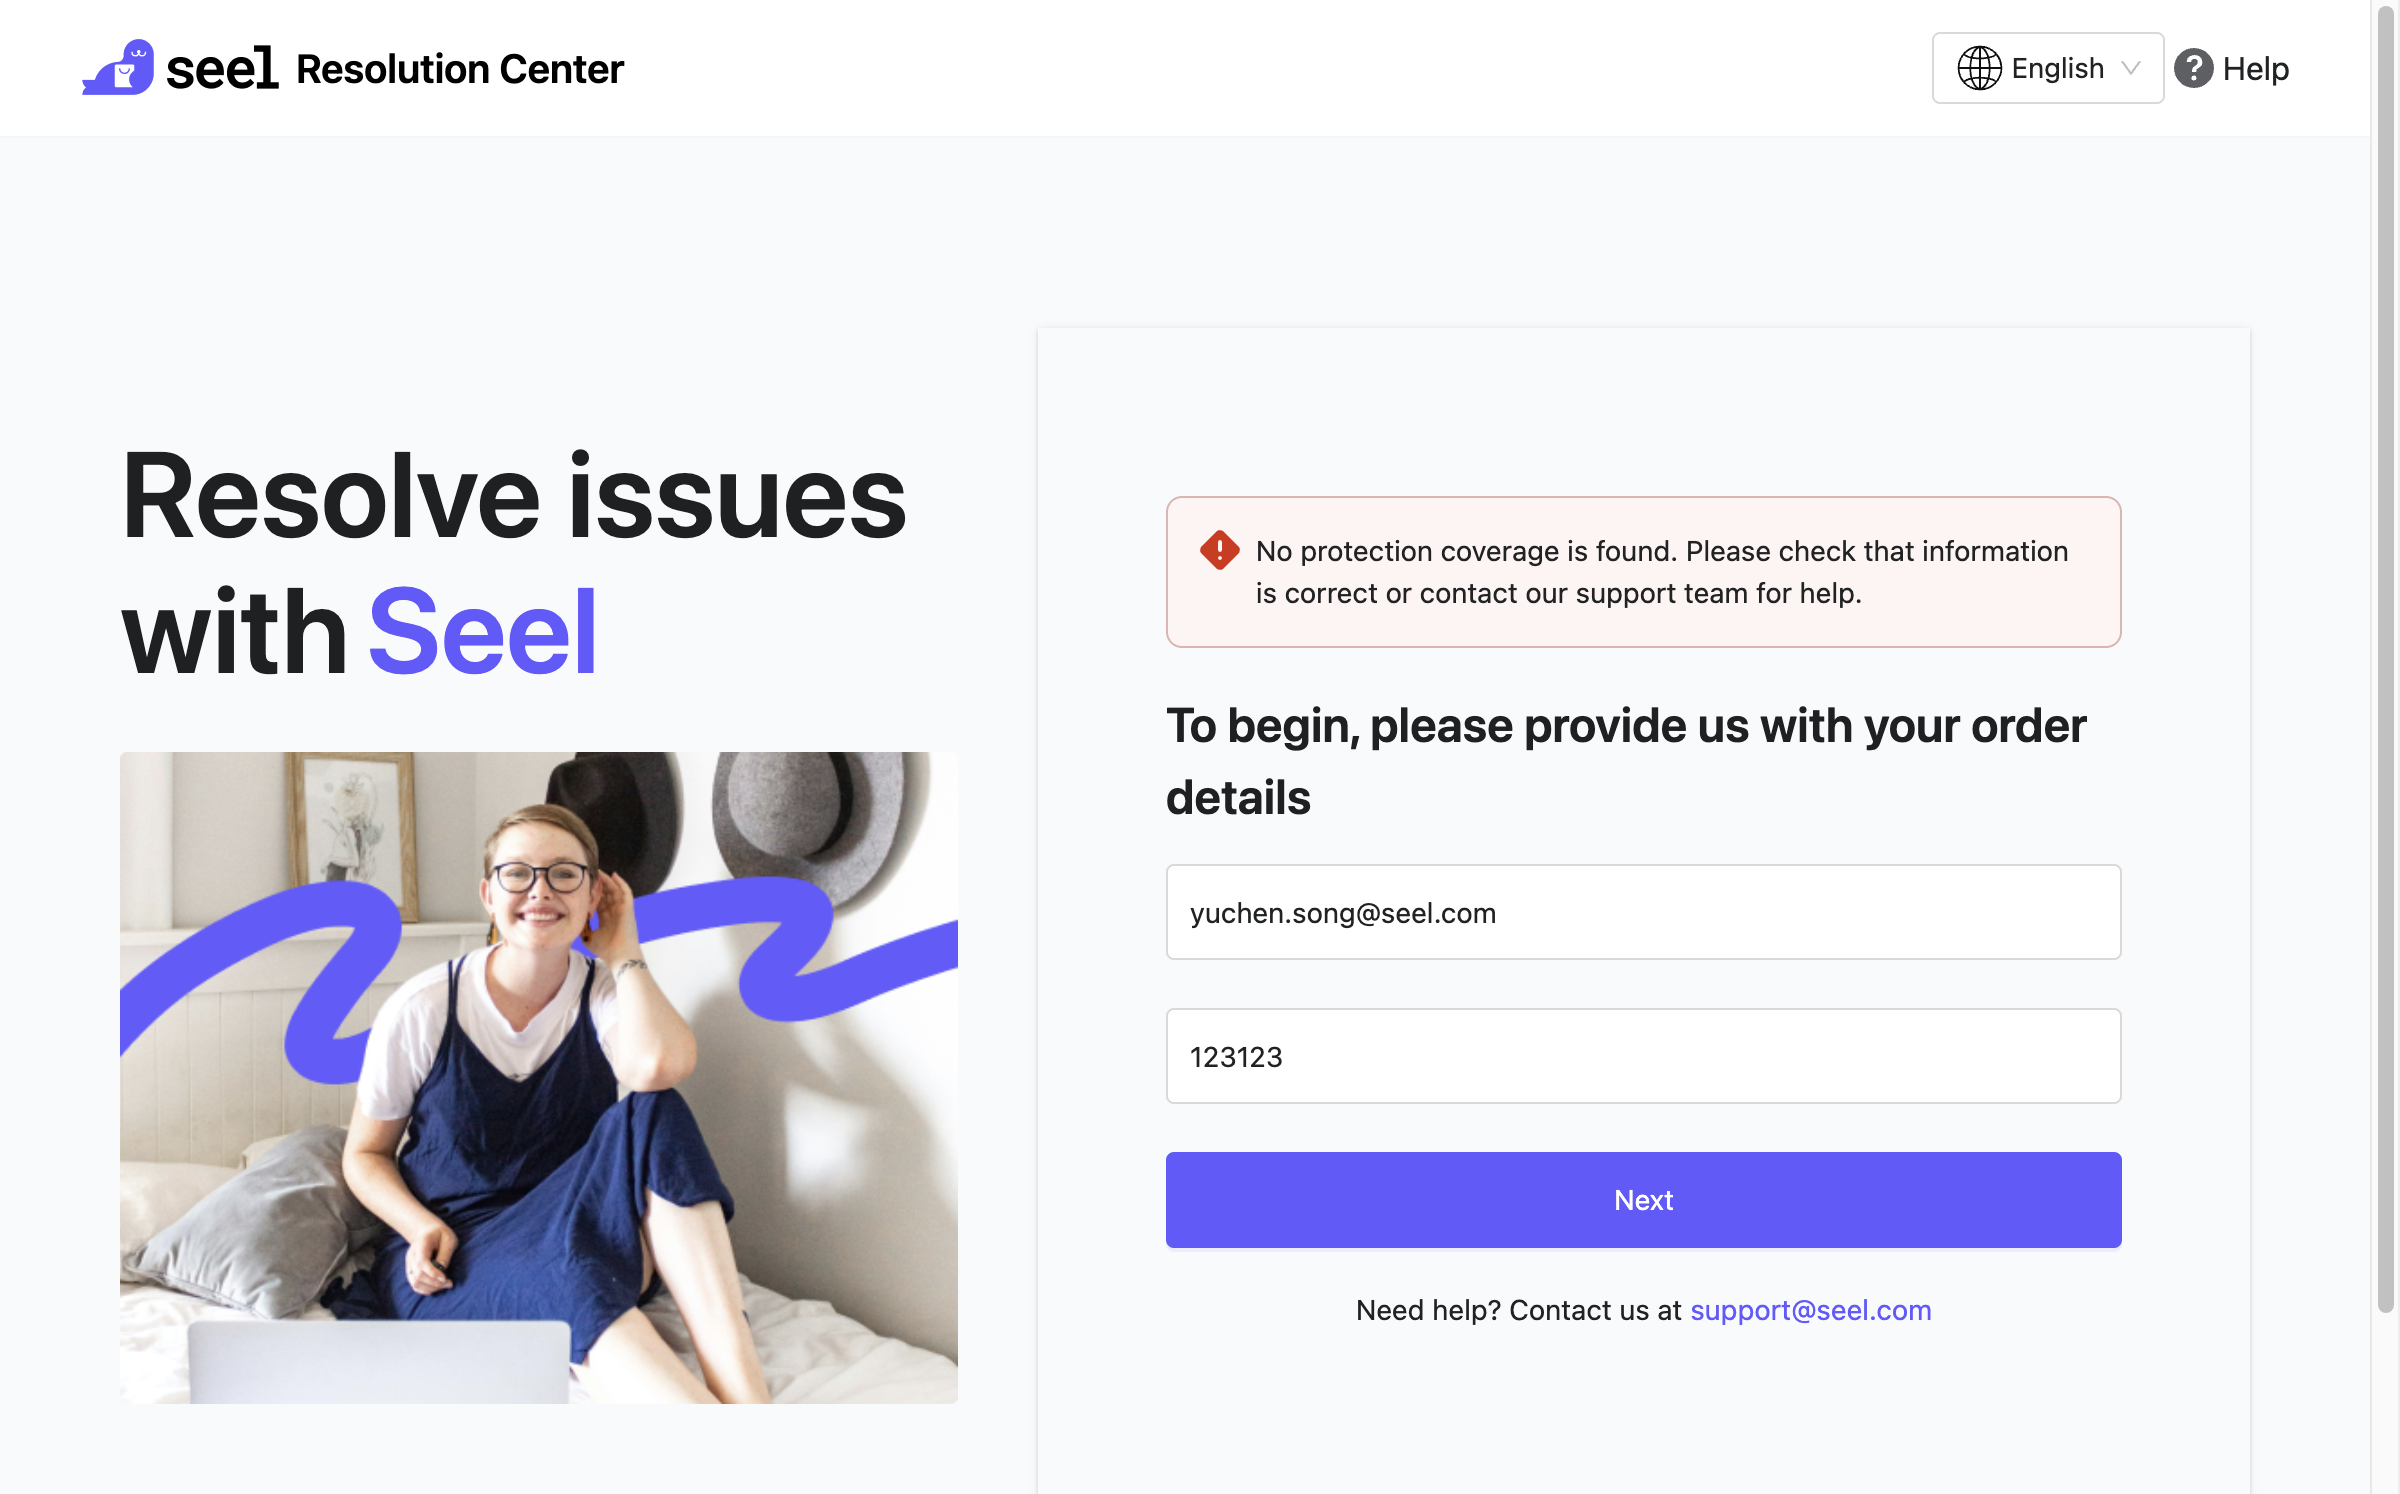 seel Resolution Center
English
Help
Resolve issues
with Seel
No protection coverage is found. Please check that information
is correct or contact our support team for help.
To begin, please provide us with your order
details
yuchen.song@seel.com
123123
Next
Need help? Contact us at support@seel.com